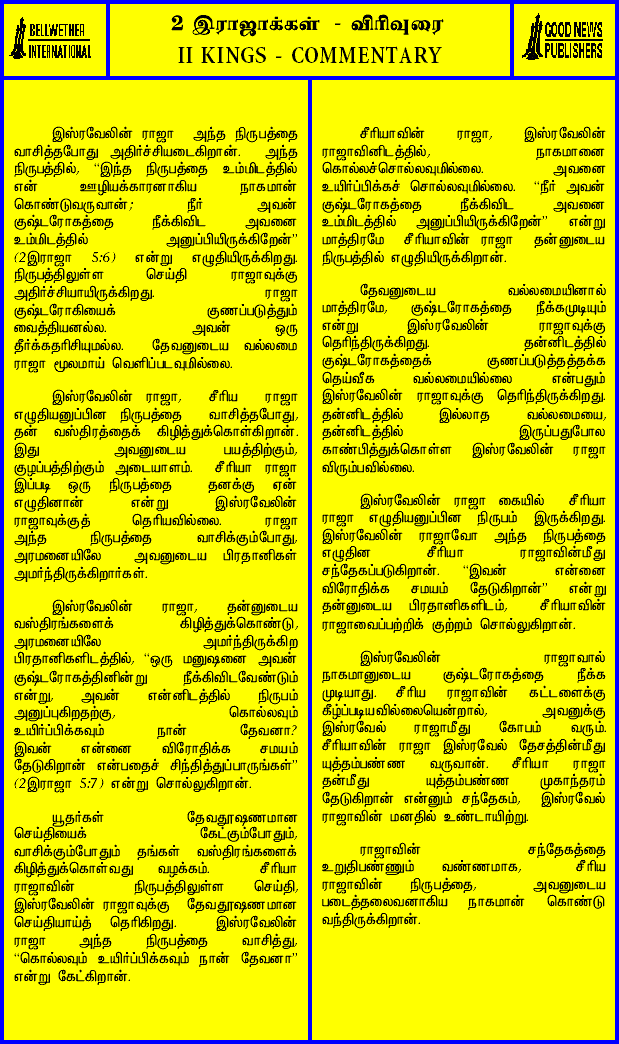 BELLWETHER
INTERNATIONAL
2 இராஜாக்கள் - விரிவுரை
II KINGS - COMMENTARY
GOOD NEWS
PUBLISHERS
இஸ்ரவேலின் ராஜா அந்த நிருபத்தை
வாசித்தபோது அதிர்ச்சியடைகிறான். அந்த
நிருபத்தில், “இந்த நிருபத்தை உம்மிடத்தில்
என் ஊழியக்காரனாகிய நாகமான்
கொண்டுவருவான்; நீர் அவன்
குஷ்டரோகத்தை நீக்கிவிட அவனை
உம்மிடத்தில் அனுப்பியிருக்கிறேன்”
(2இராஜா 5:6) என்று எழுதியிருக்கிறது.
நிருபத்திலுள்ள செய்தி ராஜாவுக்கு
அதிர்ச்சியாயிருக்கிறது. ராஜா
குஷ்டரோகியைக் குணப்படுத்தும்
வைத்தியனல்ல. அவன் ஒரு
தீர்க்கதரிசியுமல்ல. தேவனுடைய வல்லமை
ராஜா மூலமாய் வெளிப்படவுமில்லை.
இஸ்ரவேலின் ராஜா, சீரிய ராஜா
எழுதியனுப்பின நிருபத்தை வாசித்தபோது,
தன் வஸ்திரத்தைக் கிழித்துக்கொள்கிறான்.
இது அவனுடைய பயத்திற்கும்,
குழப்பத்திற்கும் அடையாளம். சீரியா ராஜா
இப்படி ஒரு நிருபத்தை தனக்கு ஏன்
எழுதினான் என்று இஸ்ரவேலின்
ராஜாவுக்குத் தெரியவில்லை. ராஜா
அந்த நிருபத்தை வாசிக்கும்போது,
அரமனையிலே அவனுடைய பிரதானிகள்
அமர்ந்திருக்கிறார்கள்.
இஸ்ரவேலின் ராஜா, தன்னுடைய
வஸ்திரங்களைக் கிழித்துக்கொண்டு,
அரமனையிலே அமர்ந்திருக்கிற
பிரதானிகளிடத்தில், “ஒரு மனுஷனை அவன்
குஷ்டரோகத்தினின்று நீக்கிவிடவேண்டும்
என்று, அவன் என்னிடத்தில் நிருபம்
அனுப்புகிறதற்கு, கொல்லவும்
உயிர்ப்பிக்கவும் நான் தேவனா?
இவன் என்னை விரோதிக்க சமயம்
தேடுகிறான் என்பதைச் சிந்தித்துப்பாருங்கள்”
(2இராஜா 5:7) என்று சொல்லுகிறான்.
யூதர்கள் தேவதூஷணமான
செய்தியைக் கேட்கும்போதும்,
வாசிக்கும்போதும் தங்கள் வஸ்திரங்களைக்
கிழித்துக்கொள்வது வழக்கம். சீரியா
ராஜாவின் நிருபத்திலுள்ள செய்தி,
இஸ்ரவேலின் ராஜாவுக்கு தேவதூஷணமான
செய்தியாய்த் தெரிகிறது. இஸ்ரவேலின்
ராஜா அந்த நிருபத்தை வாசித்து,
“கொல்லவும் உயிர்ப்பிக்கவும் நான் தேவனா”
என்று கேட்கிறான்.
சீரியாவின் ராஜா, இஸ்ரவேலின்
ராஜாவினிடத்தில், நாகமானை
கொல்லச்சொல்லவுமில்லை. அவனை
உயிர்ப்பிக்கச் சொல்லவுமில்லை. “நீர் அவன்
குஷ்டரோகத்தை நீக்கிவிட அவனை
உம்மிடத்தில் அனுப்பியிருக்கிறேன்” என்று
மாத்திரமே சீரியாவின் ராஜா தன்னுடைய
நிருபத்தில் எழுதியிருக்கிறான்.
தேவனுடைய வல்லமையினால்
மாத்திரமே, குஷ்டரோகத்தை நீக்கமுடியும்
என்று இஸ்ரவேலின் ராஜாவுக்கு
தெரிந்திருக்கிறது. தன்னிடத்தில்
குஷ்டரோகத்தைக் குணப்படுத்தத்தக்க
தெய்வீக வல்லமையில்லை என்பதும்
இஸ்ரவேலின் ராஜாவுக்கு தெரிந்திருக்கிறது.
தன்னிடத்தில் இல்லாத வல்லமையை,
தன்னிடத்தில் இருப்பதுபோல
காண்பித்துக்கொள்ள இஸ்ரவேலின் ராஜா
விரும்பவில்லை.
இஸ்ரவேலின் ராஜா கையில் சீரியா
ராஜா எழுதியனுப்பின நிருபம் இருக்கிறது.
இஸ்ரவேலின் ராஜாவோ அந்த நிருபத்தை
எழுதின சீரியா ராஜாவின்மீது
சந்தேகப்படுகிறான். “இவன் என்னை
விரோதிக்க சமயம் தேடுகிறான்” என்று
தன்னுடைய பிரதானிகளிடம், சீரியாவின்
ராஜாவைப்பற்றிக் குற்றம் சொல்லுகிறான்.
இஸ்ரவேலின் ராஜாவால்
நாகமானுடைய குஷ்டரோகத்தை நீக்க
முடியாது. சீரிய ராஜாவின் கட்டளைக்கு
கீழ்ப்படியவில்லையென்றால், அவனுக்கு
இஸ்ரவேல் ராஜாமீது கோபம் வரும்.
சீரியாவின் ராஜா இஸ்ரவேல் தேசத்தின்மீது
யுத்தம்பண்ண வருவான். சீரியா ராஜா
தன்மீது யுத்தம்பண்ண முகாந்தரம்
தேடுகிறான் என்னும் சந்தேகம், இஸ்ரவேல்
ராஜாவின் மனதில் உண்டாயிற்று.
ராஜாவின் சந்தேகத்தை
உறுதிபண்ணும் வண்ணமாக, சீரிய
ராஜாவின் நிருபத்தை, அவனுடைய
படைத்தலைவனாகிய நாகமான் கொண்டு
வந்திருக்கிறான்.